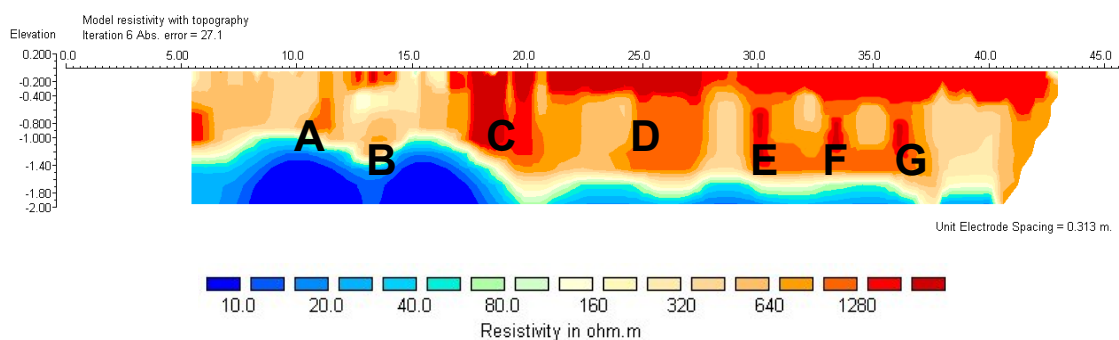 Model resistivity with topography
Iteration 6 Abs. error = 27.1
Elevation
0.0 5.0 10.0 15.0 20.0 25.0 30.0 35.0 40.0 45.0
0.200
-0.200
-0.400
-0.800
-1.000
-1.40
-1.80
-2.00
A B C D E F G
Unit Electrode Spacing = 0.313 m.
10.0 20.0 40.0 80.0 160 320 640 1280
Resistivity in ohm.m